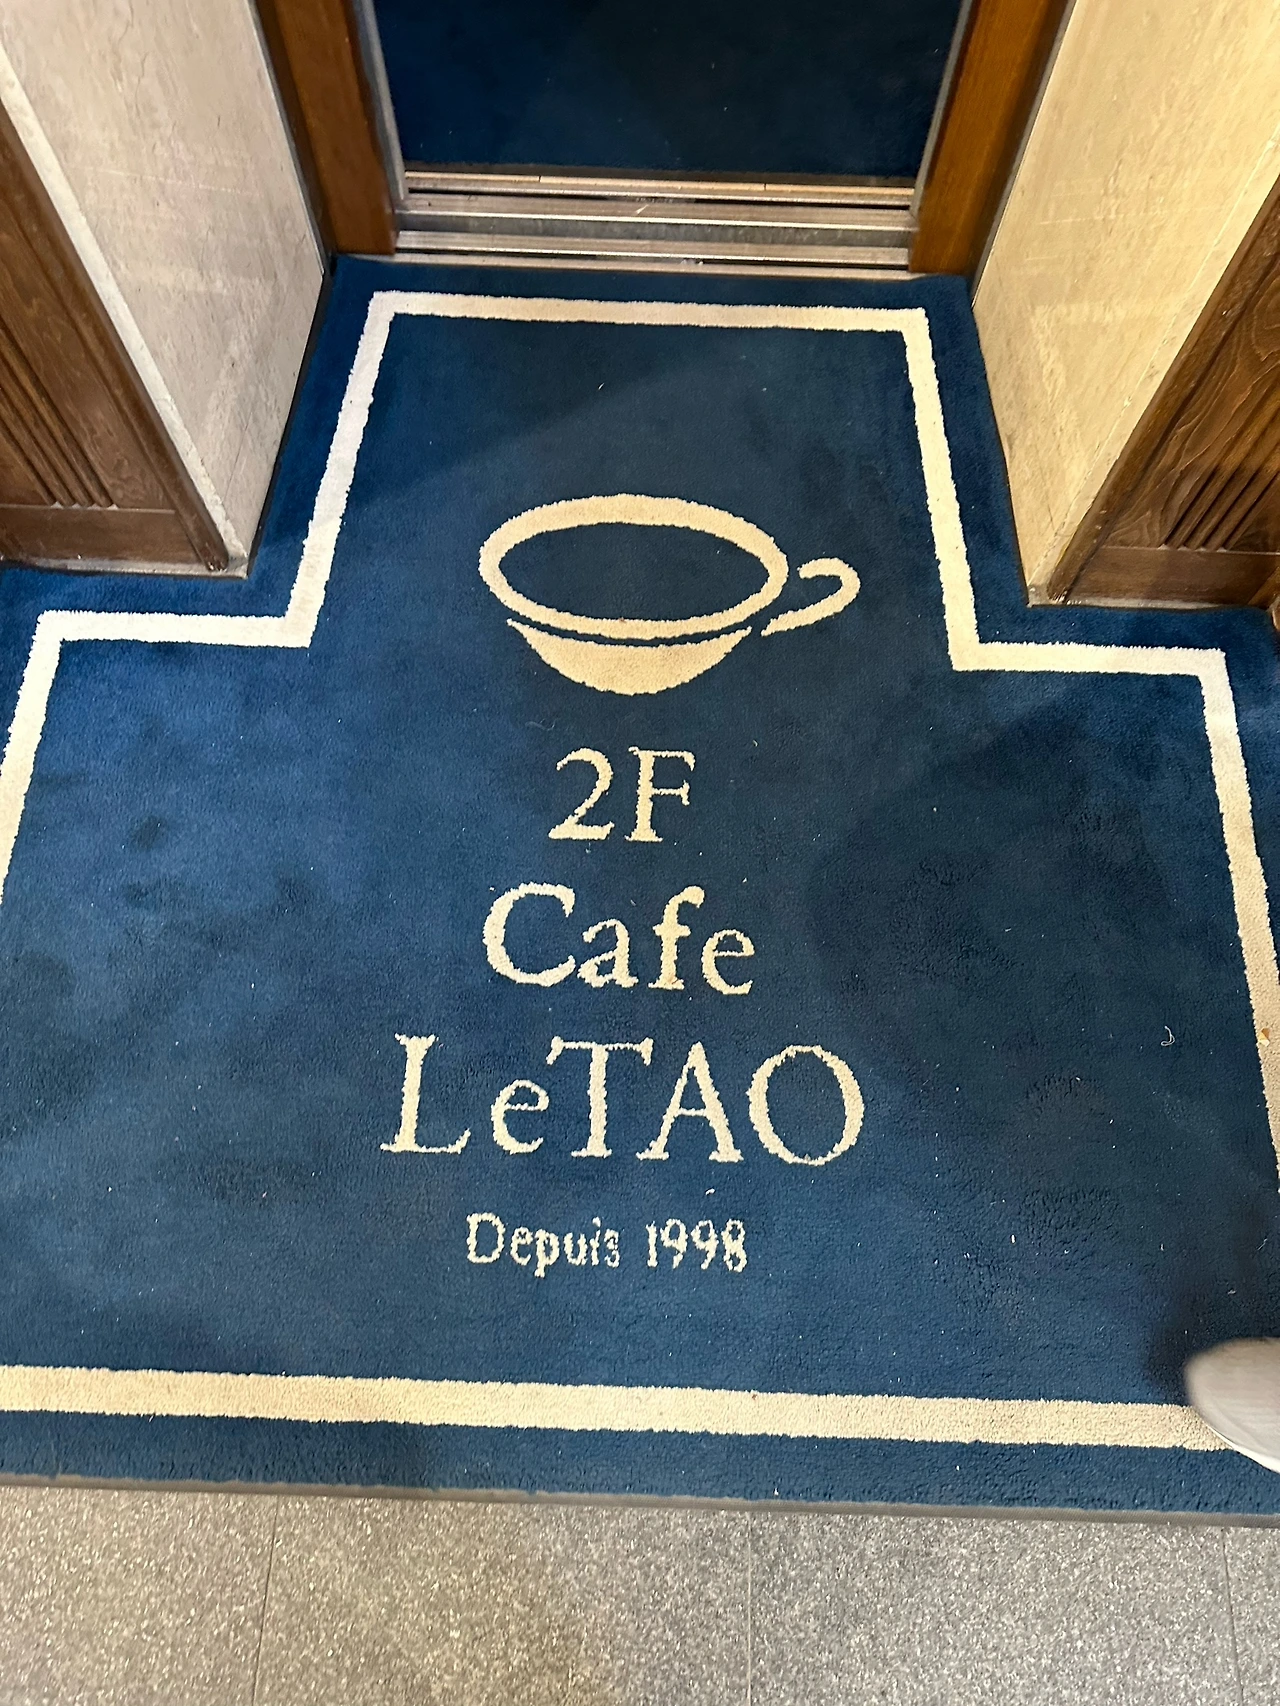 2F
Cafe
LeTAO
Depuis 1998